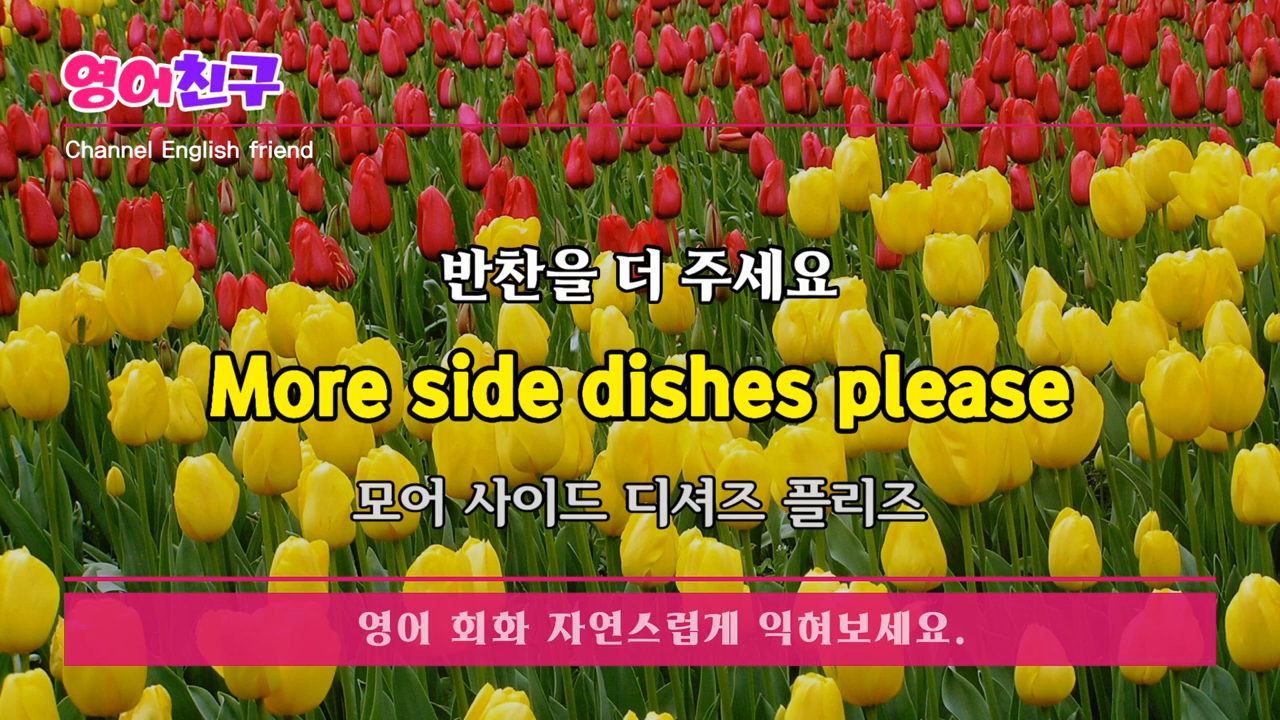 영어친구
Channel English friend
반찬을 더 주세요
More side dishes please
모어 사이드 디셔즈 플리즈
영어 회화 자연스럽게 익혀보세요.